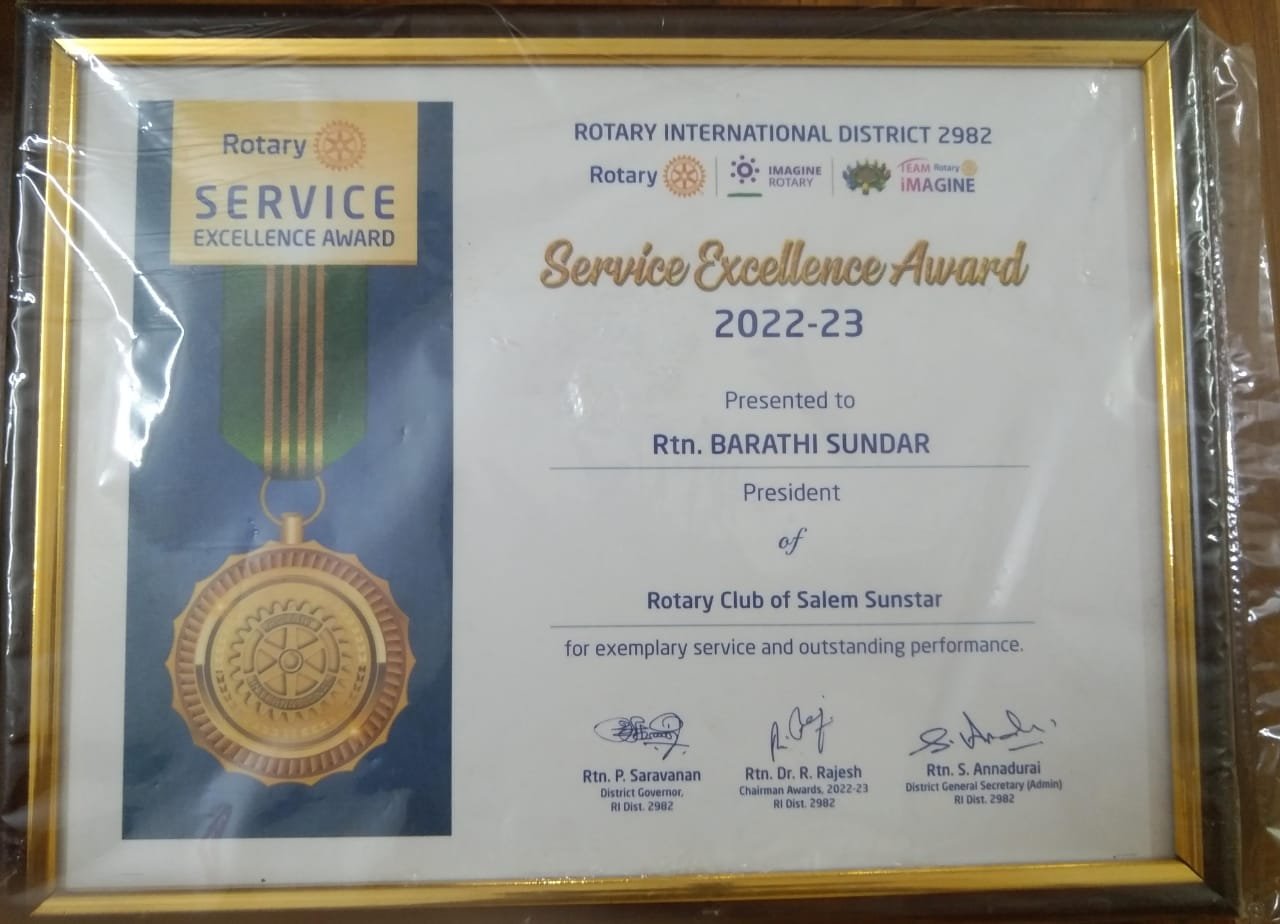 Rotary
SERVICE
EXCELLENCE AWARD
ROTARY INTERNATIONAL DISTRICT 2982
Rotary
IMAGINE
ROTARY
TEAM Rotary
iMAGINE
Service Excellence Award
2022-23
Presented to
Rtn. BARATHI SUNDAR
President
of
Rotary Club of Salem Sunstar
for exemplary service and outstanding performance.
Rtn. P. Saravanan
District Governor,
RI Dist. 2982
Rtn. Dr. R. Rajesh
Chairman Awards, 2022-23
RI Dist. 2982
Rtn. S. Annadurai
District General Secretary (Admin)
RI Dist. 2982